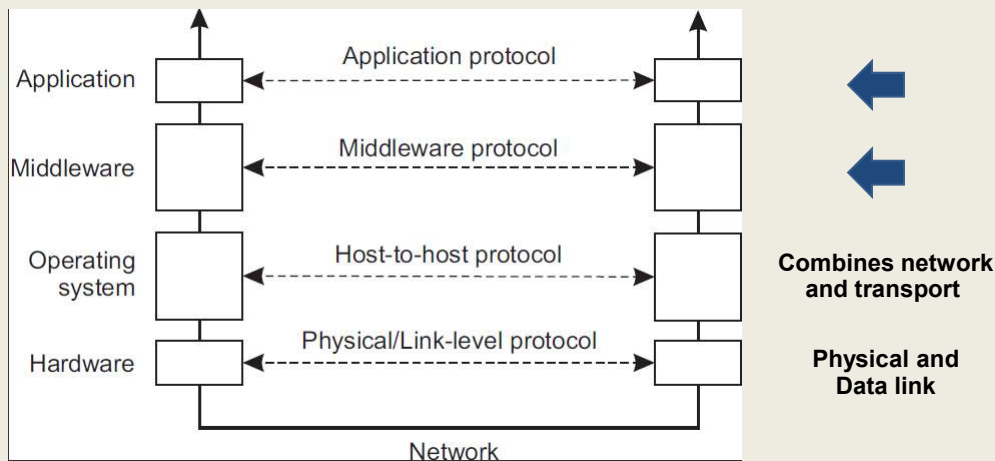 Application
Application protocol
Middleware
Middleware protocol
Operating
system
Host-to-host protocol
Combines network
and transport
Hardware
Physical/Link-level protocol
Physical and
Data link
Network